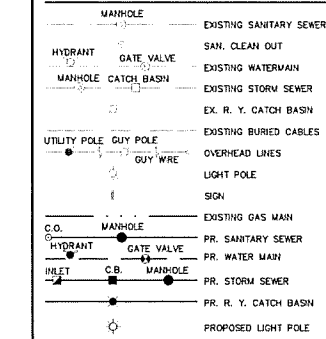 MANHOLE
EXISTING SANITARY SEWER
SAN. CLEAN OUT
HYDRANT GATE VALVE
EXISTING WATERMAIN
MANHOLE CATCH BASIN
EXISTING STORM SEWER
EX. R. Y. CATCH BASIN
EXISTING BURIED CABLES
UTILITY POLE GUY POLE
OVERHEAD LINES
GUY WIRE
LIGHT POLE
SIGN
EXISTING GAS MAIN
C.O. MANHOLE
PR. SANITARY SEWER
HYDRANT GATE VALVE
PR. WATER MAIN
INLET C.B. MANHOLE
PR. STORM SEWER
PR. R. Y. CATCH BASIN
PROPOSED LIGHT POLE